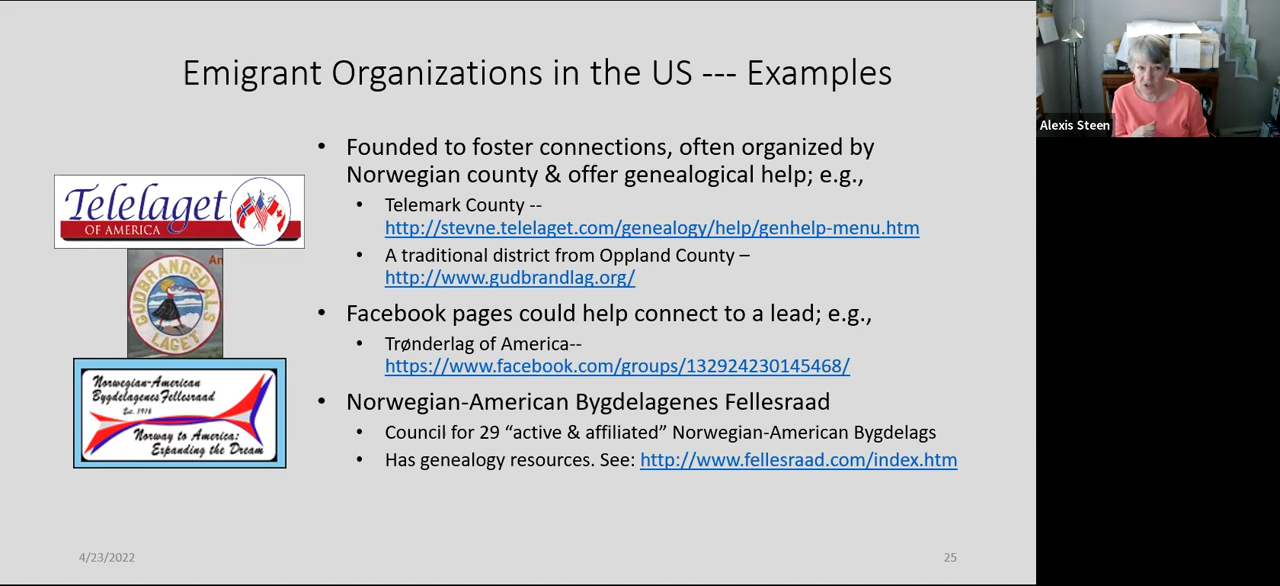 Emigrant Organizations in the US --- Examples
Alexis Steen
• Founded to foster connections, often organized by
Norwegian county & offer genealogical help; e.g.,
• Telemark County --
http://stevne.telelaget.com/genealogy/help/genhelp-menu.htm
• A traditional district from Oppland County –
http://www.gudbrandlag.org/
• Facebook pages could help connect to a lead; e.g.,
• Trønderlag of America--
https://www.facebook.com/groups/132924230145468/
• Norwegian-American Bygdelagenes Fellesraad
• Council for 29 “active & affiliated” Norwegian-American Bygdelags
• Has genealogy resources. See: http://www.fellesraad.com/index.htm
Telelaget
OF AMERICA
An
GUDBRANDSDALS
LAGET
Norwegian-American
Bygdelagenes Fellesraad
Est. 1916
Norway to America:
Expanding the Dream
4/23/2022
25